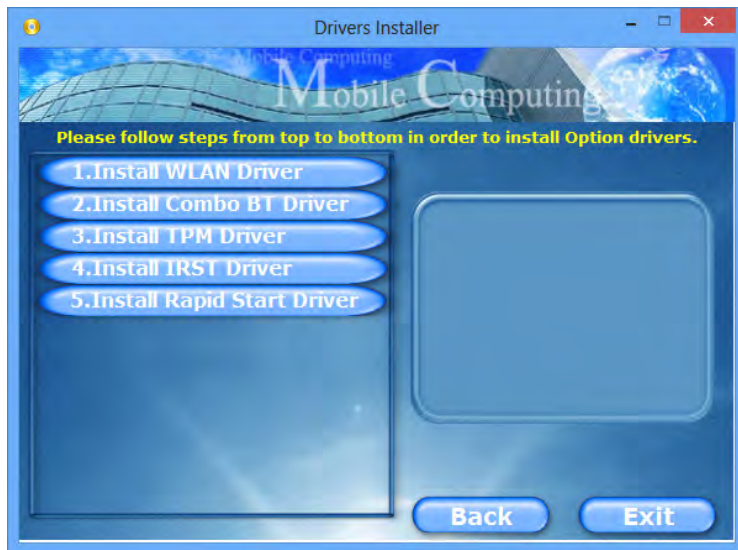 Drivers Installer
Mobile Computing
Mobile Computing
Please follow steps from top to bottom in order to install Option drivers.
1.Install WLAN Driver
2.Install Combo BT Driver
3.Install TPM Driver
4.Install IRST Driver
5.Install Rapid Start Driver
Back
Exit